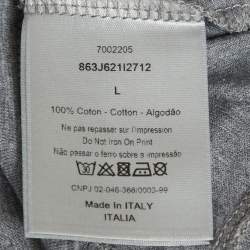 7002205
863J621I2712
L
100% Coton - Cotton - Algodão
Ne pas repasser sur l'impression
Do Not Iron On Print
Não passar o ferro sobre a impressão
CNPJ 02-046-366/0003-99
Made In ITALY
ITALIA